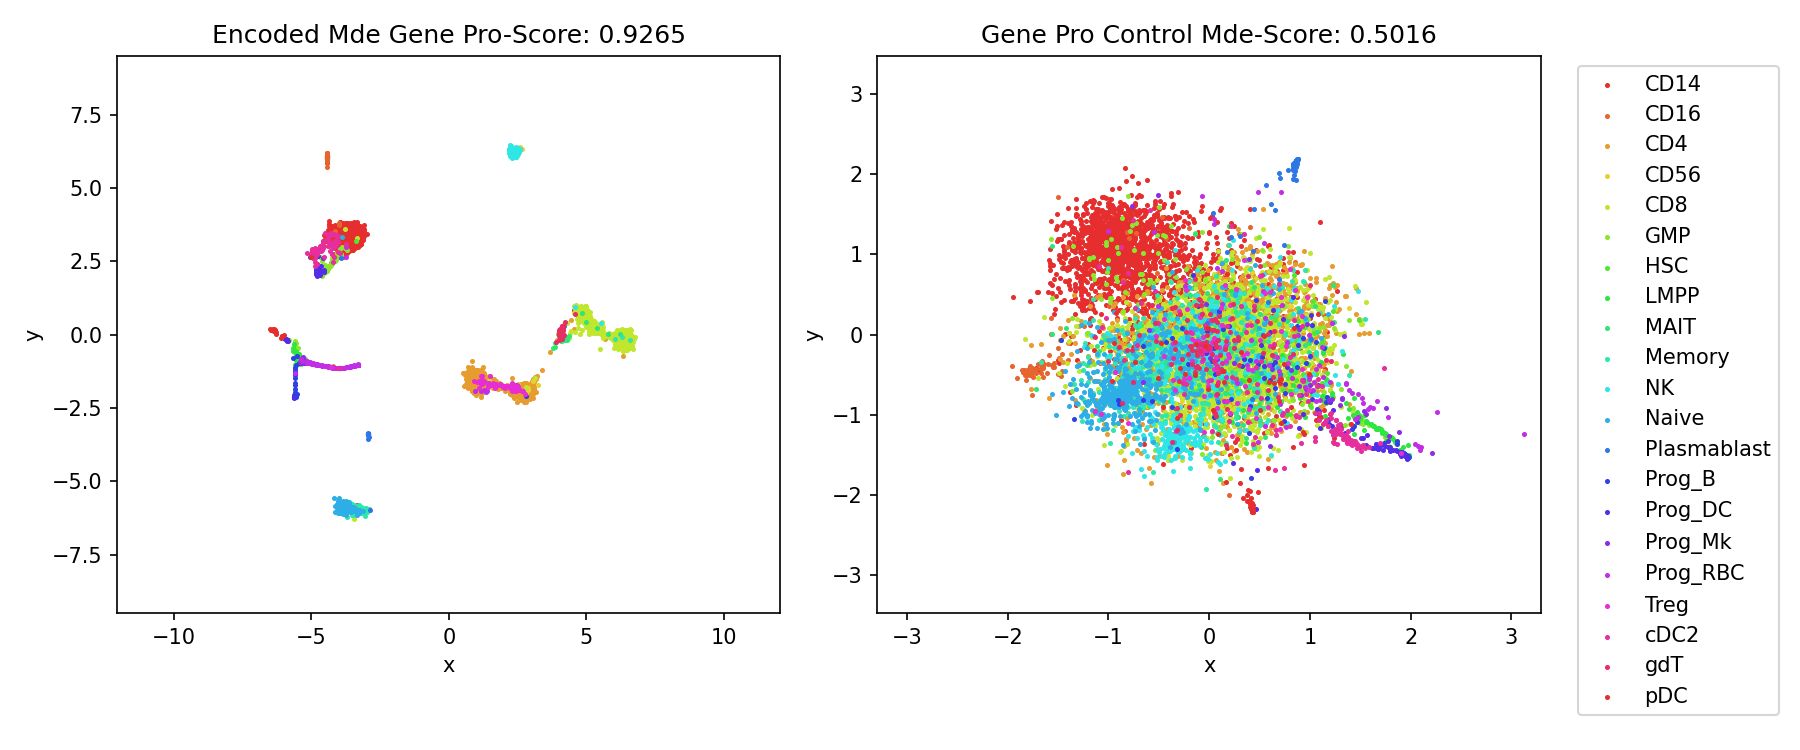 Encoded Mde Gene Pro-Score: 0.9265
7.5
5.0
2.5
0.0
−2.5
−5.0
−7.5
y
−10
−5
0
5
10
x
Gene Pro Control Mde-Score: 0.5016
3
2
1
0
−1
−2
−3
y
−3
−2
−1
0
1
2
3
x
CD14
CD16
CD4
CD56
CD8
GMP
HSC
LMPP
MAIT
Memory
NK
Naive
Plasmablast
Prog_B
Prog_DC
Prog_Mk
Prog_RBC
Treg
cDC2
gdT
pDC